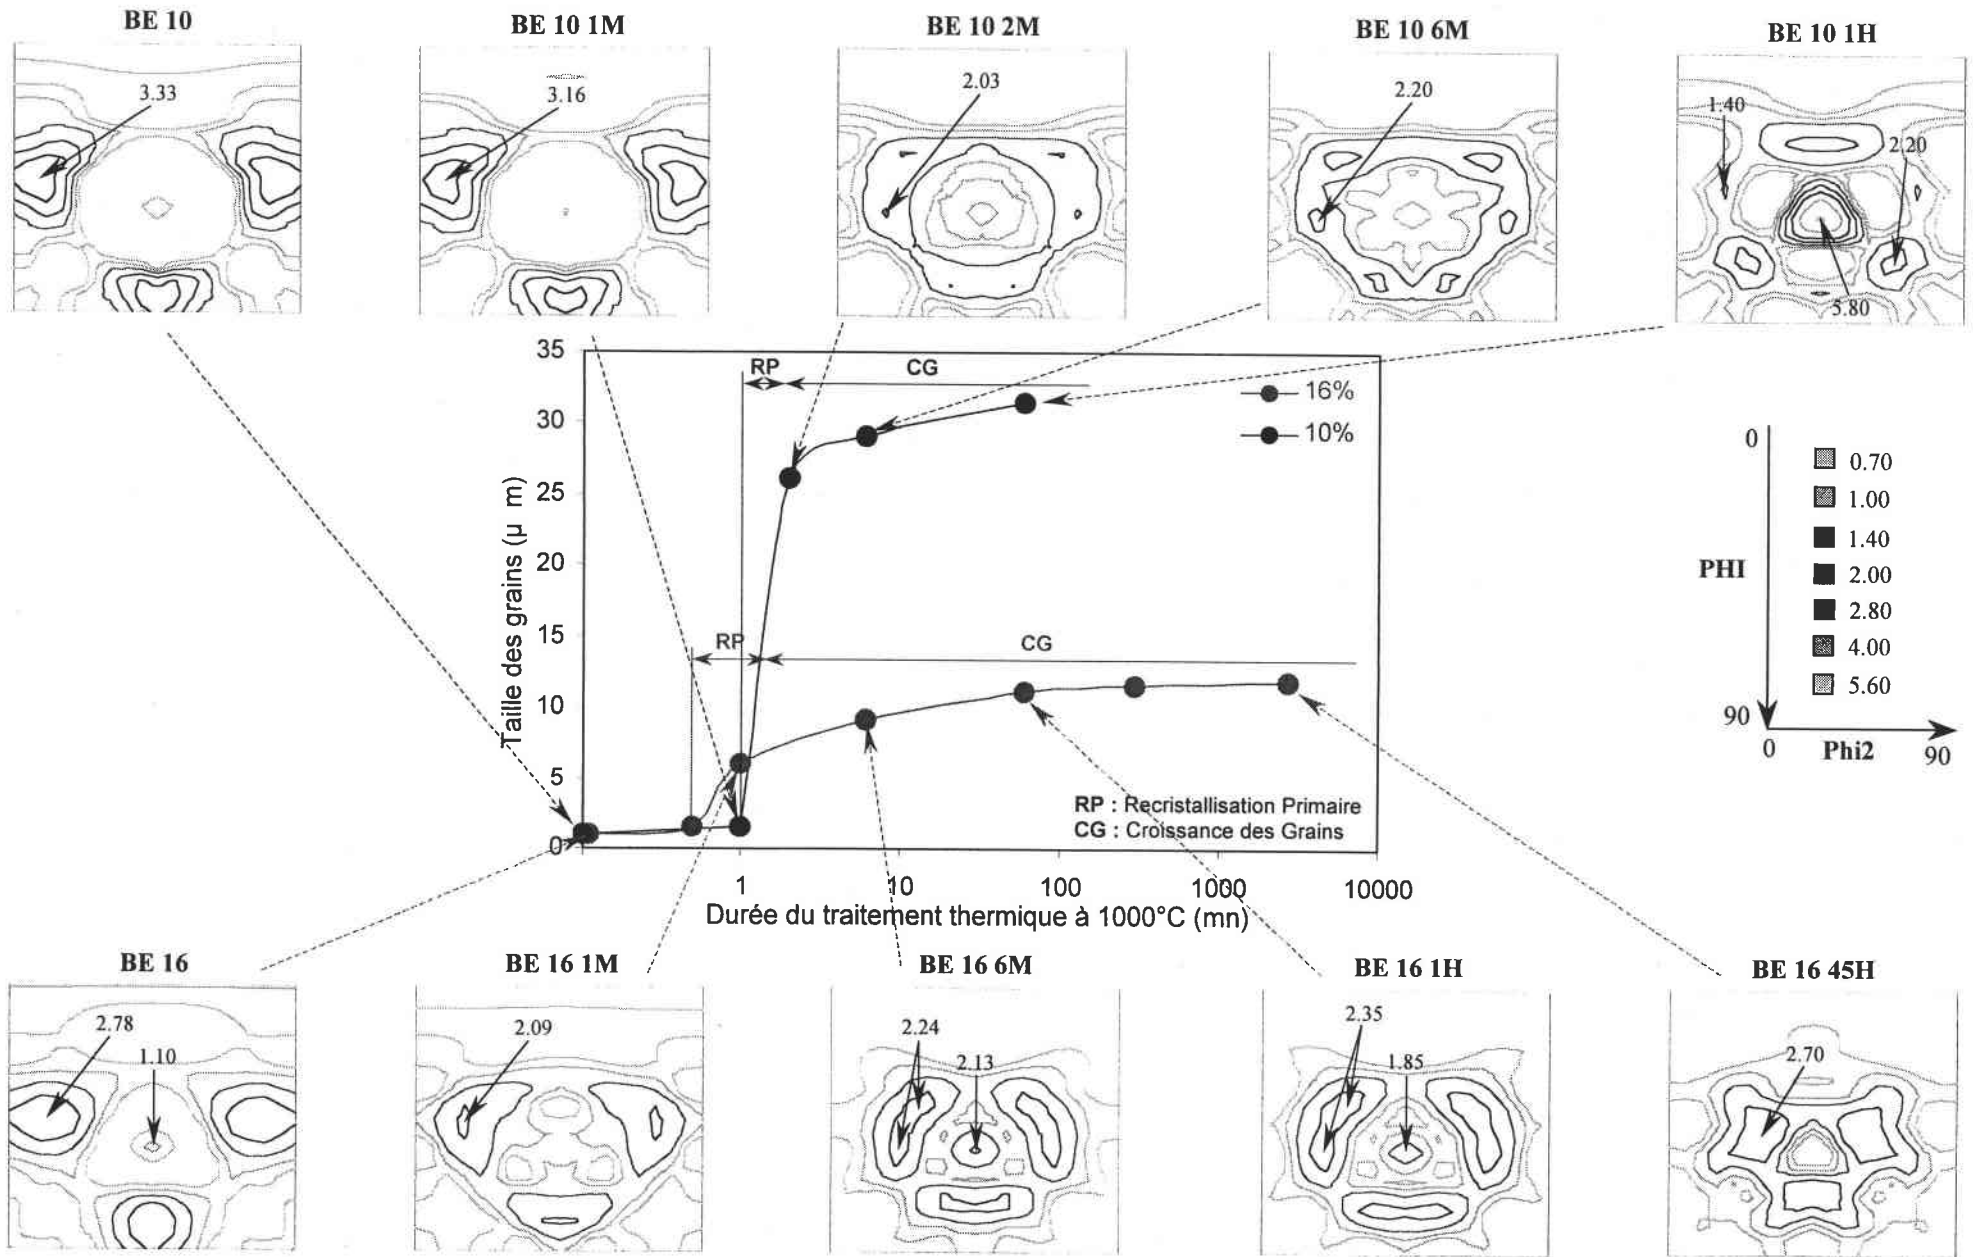 BE 10
BE 10 1M
BE 10 2M
BE 10 6M
BE 10 1H
3.33
3.16
2.03
2.20
1.40
2.20
5.80
35
30
25
20
15
10
5
0
Taille des grains (µ m)
RP
CG
16%
10%
RP
CG
RP : Recristallisation Primaire
CG : Croissance des Grains
1
10
100
1000
10000
Durée du traitement thermique à 1000°C (mn)
0
PHI
90
0
Phi2
90
0.70
1.00
1.40
2.00
2.80
4.00
5.60
BE 16
BE 16 1M
BE 16 6M
BE 16 1H
BE 16 45H
2.78
1.10
2.09
2.24
2.13
2.35
1.85
2.70